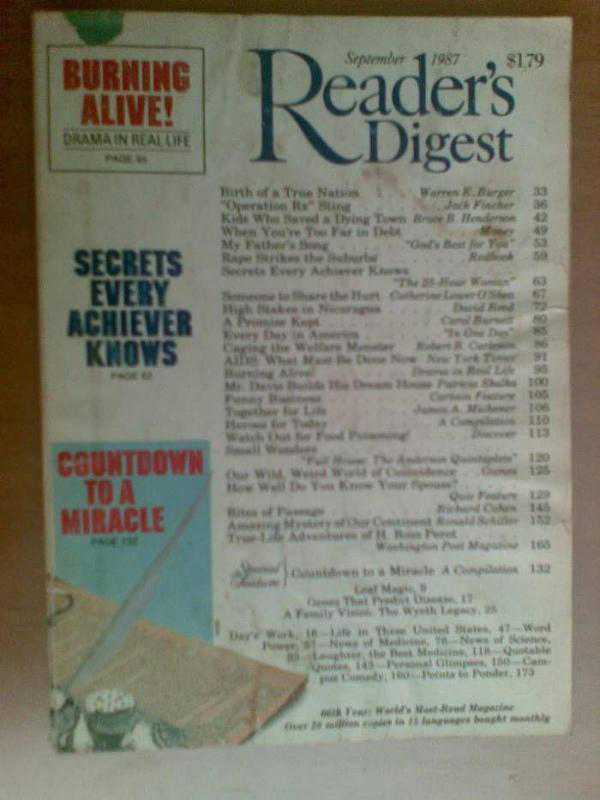 BURNING
ALIVE!
DRAMA IN REAL LIFE
PAGE 95
September 1987 $1.79
Reader's
Digest
SECRETS
EVERY
ACHIEVER
KNOWS
PAGE
COUNTDOWN
TO A
MIRACLE
PAGE 132
Birth of a True Nation Warren E. Burger 33
"Operation Rx" Sting Jack Fincher 36
Kids Who Saved a Dying Town Bruce B. Henderson 42
When You're Too Far in Debt Money 49
My Father's Song "God's Best for You" 53
Rape Strikes the Suburbs Redbook 59
Secrets Every Achiever Knows
"The 25-Hour Woman" 63
Someone to Share the Hurt Catherine O'Shea 67
High Stakes in Nicaragua David Reed 72
A Promise Kept Carol Burnett 80
Every Day in America "In One Day" 85
Caging the Welfare Monster Robert B. Carleson 86
AIDS: What Must Be Done Now New York Times 91
Burning Alive! Drama in Real Life 95
Mr. Davis Builds His Dream House Patricia Skalka 100
Funny Business Cartoon Feature 105
Together for Life James A. Michener 106
Heroes for Today A Compilation 110
Watch Out for Food Poisoning! Discover 113
Small Wonders
"Full House: The Anderson Quintuplets" 120
Our Wild, Weird World of Coincidence Games 125
How Well Do You Know Your Spouse?
Quiz Feature 129
Rites of Passage Richard Cohen 145
Amazing Mystery of Our Continent Ronald Schiller 152
True-Life Adventures of H. Ross Perot
Washington Post Magazine 165
Special
Feature } Countdown to a Miracle A Compilation 132
Leaf Magic, 9
Genes That Predict Disease, 17
A Family Vision: The Wyeth Legacy, 25
Day's Work, 16—Life in These United States, 47—Word
Power, 57—News of Medicine, 76—News of Science,
83—Laughter, the Best Medicine, 118—Quotable
Quotes, 143—Personal Glimpses, 150—Cam-
pus Comedy, 160—Points to Ponder, 173
66th Year: World's Most-Read Magazine
Over 28 million copies in 15 languages bought monthly